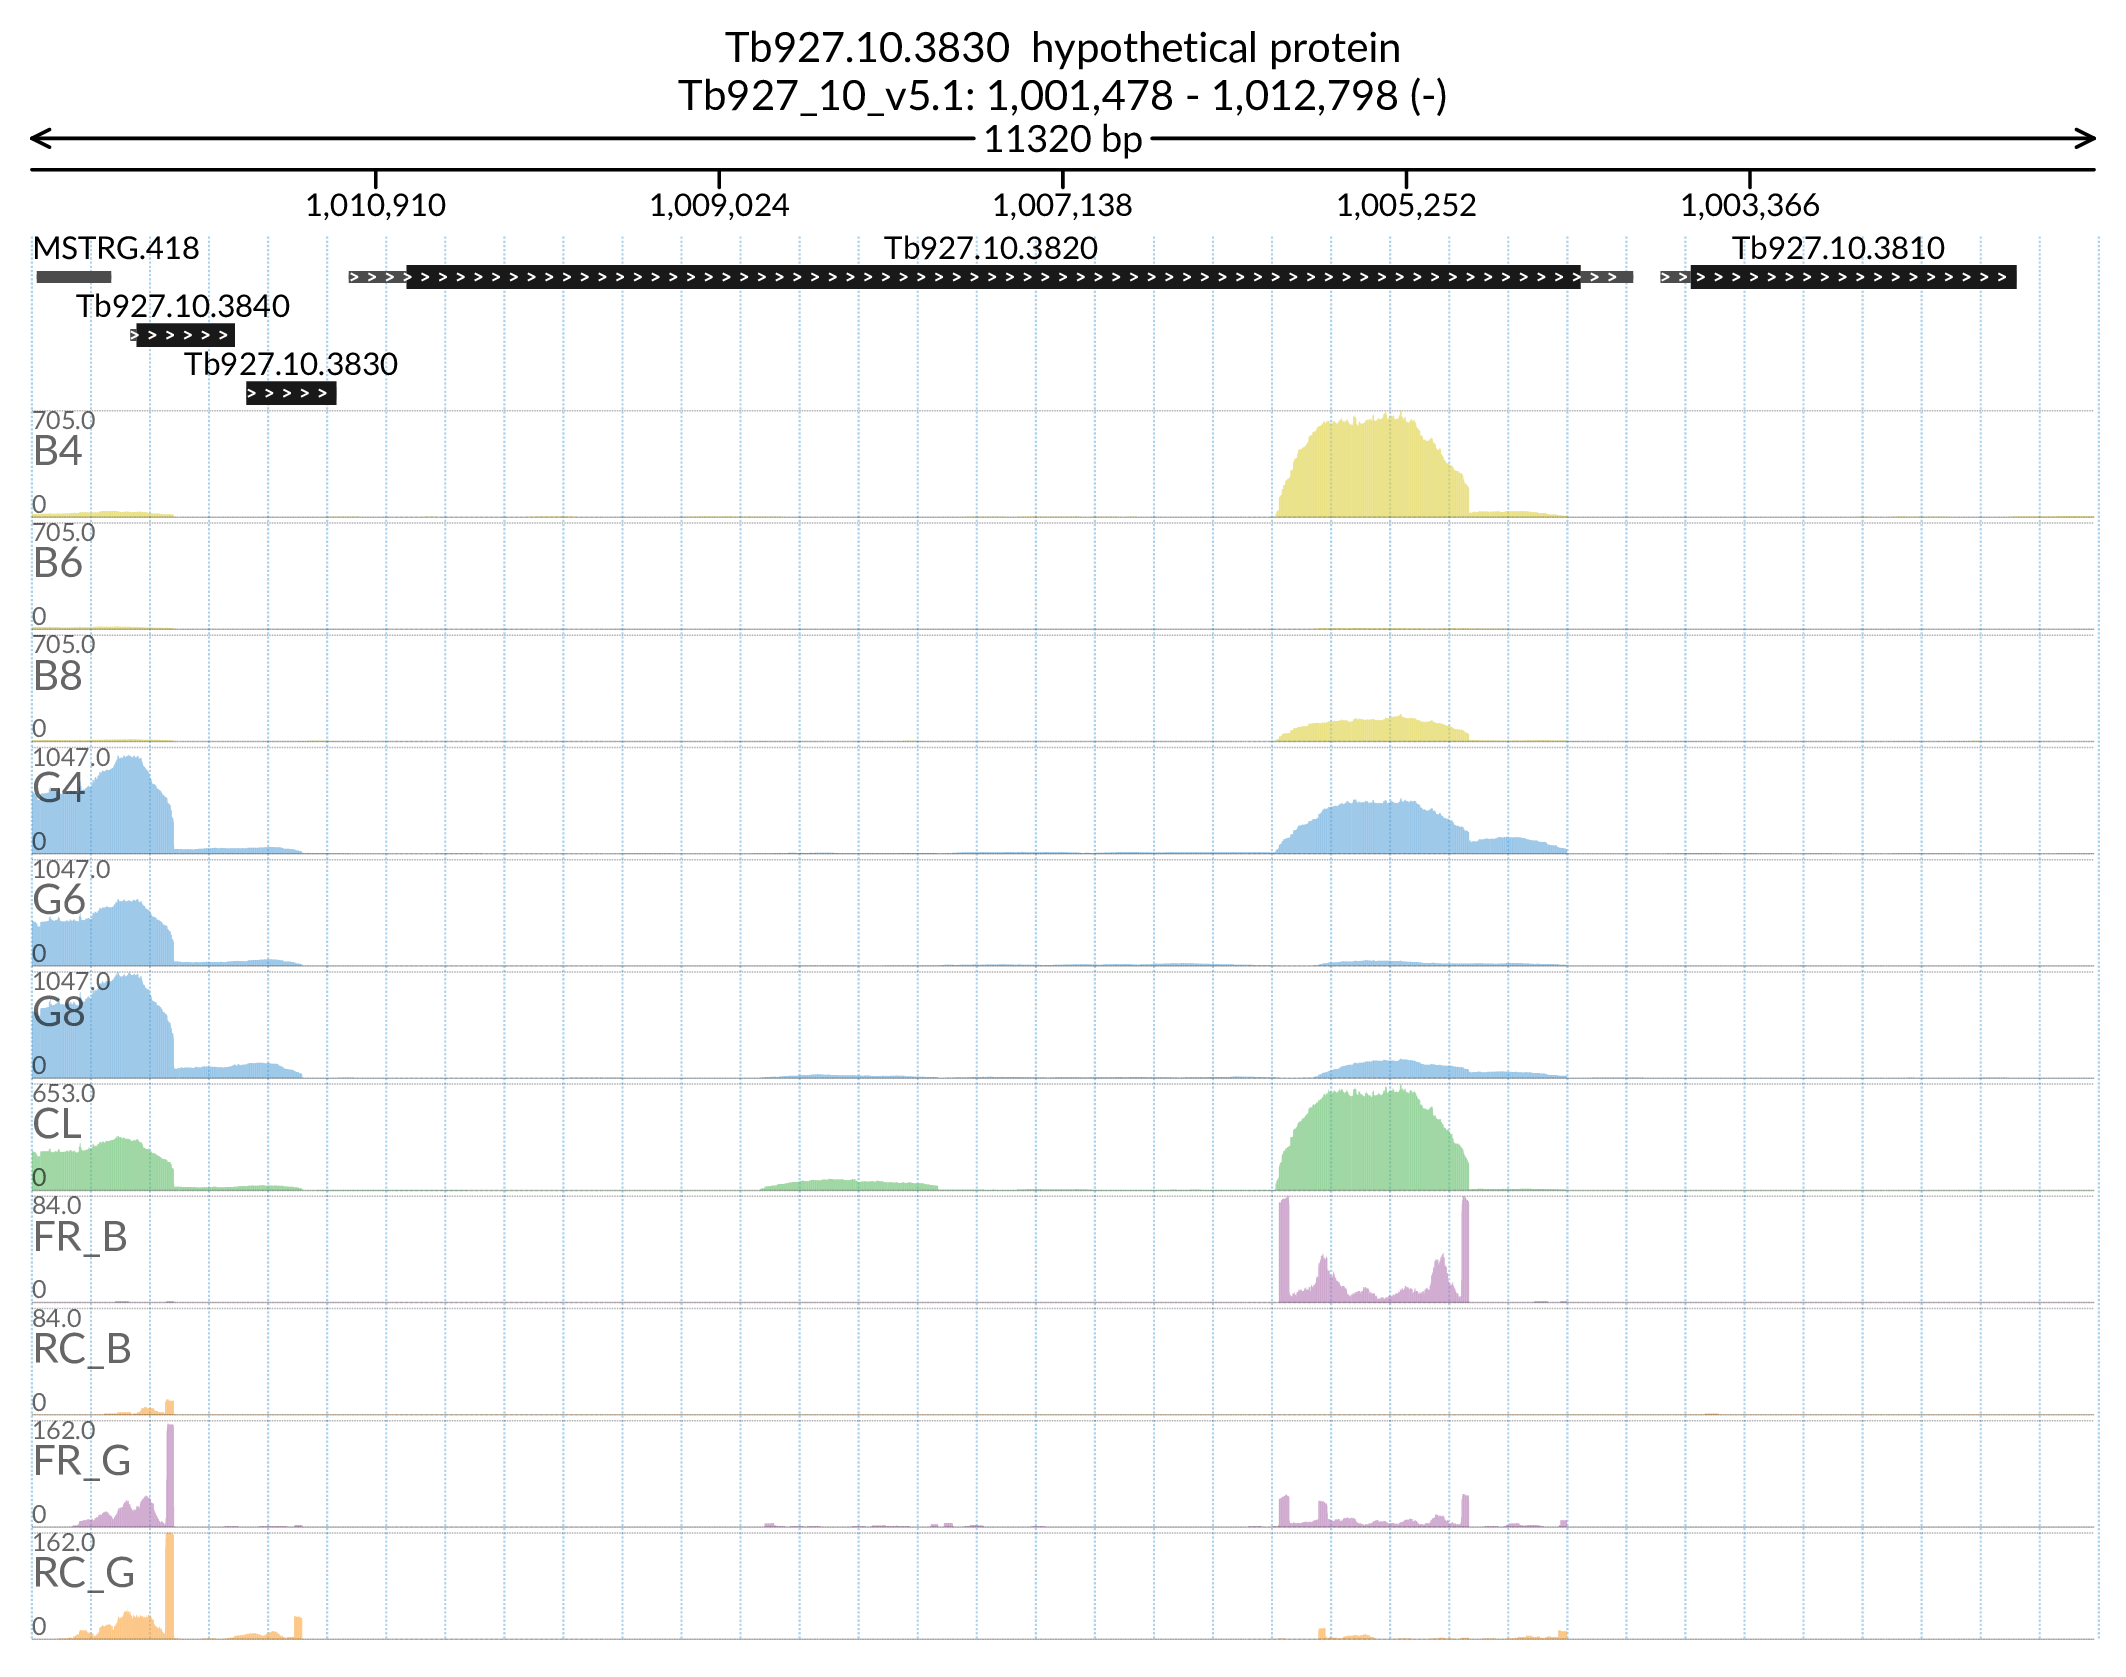 Tb927.10.3830  hypothetical protein
Tb927_10_v5.1: 1,001,478 - 1,012,798 (-)
11320 bp
1,010,910 1,009,024 1,007,138 1,005,252 1,003,366
MSTRG.418 Tb927.10.3820 Tb927.10.3810
Tb927.10.3840
Tb927.10.3830
705.0
B4
0
705.0
B6
0
705.0
B8
0
1047.0
G4
0
1047.0
G6
0
1047.0
G8
0
653.0
CL
0
84.0
FR_B
0
84.0
RC_B
0
162.0
FR_G
0
162.0
RC_G
0